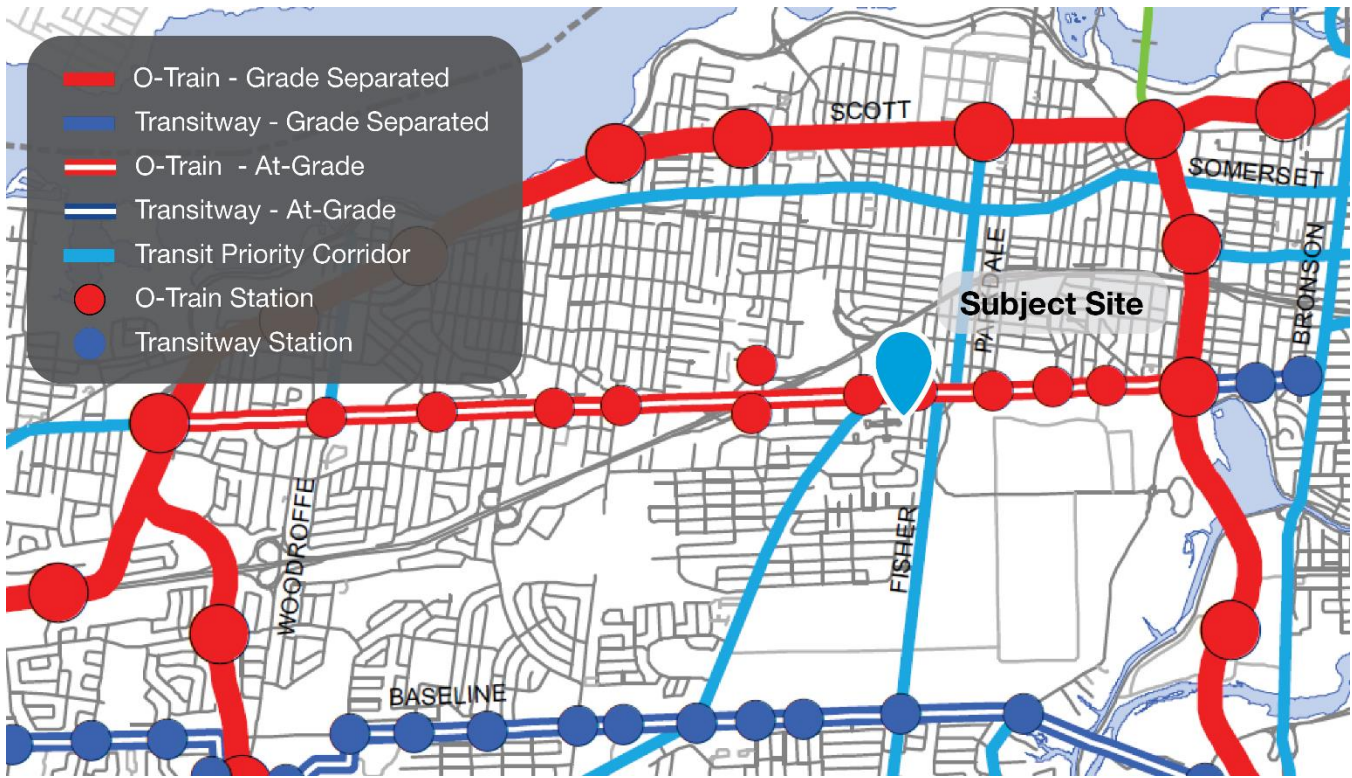 O-Train - Grade Separated
Transitway - Grade Separated
O-Train - At-Grade
Transitway - At-Grade
Transit Priority Corridor
O-Train Station
Transitway Station
SCOTT
SOMERSET
BRONSON
Subject Site
WOODROFFE
FISHER
BASELINE